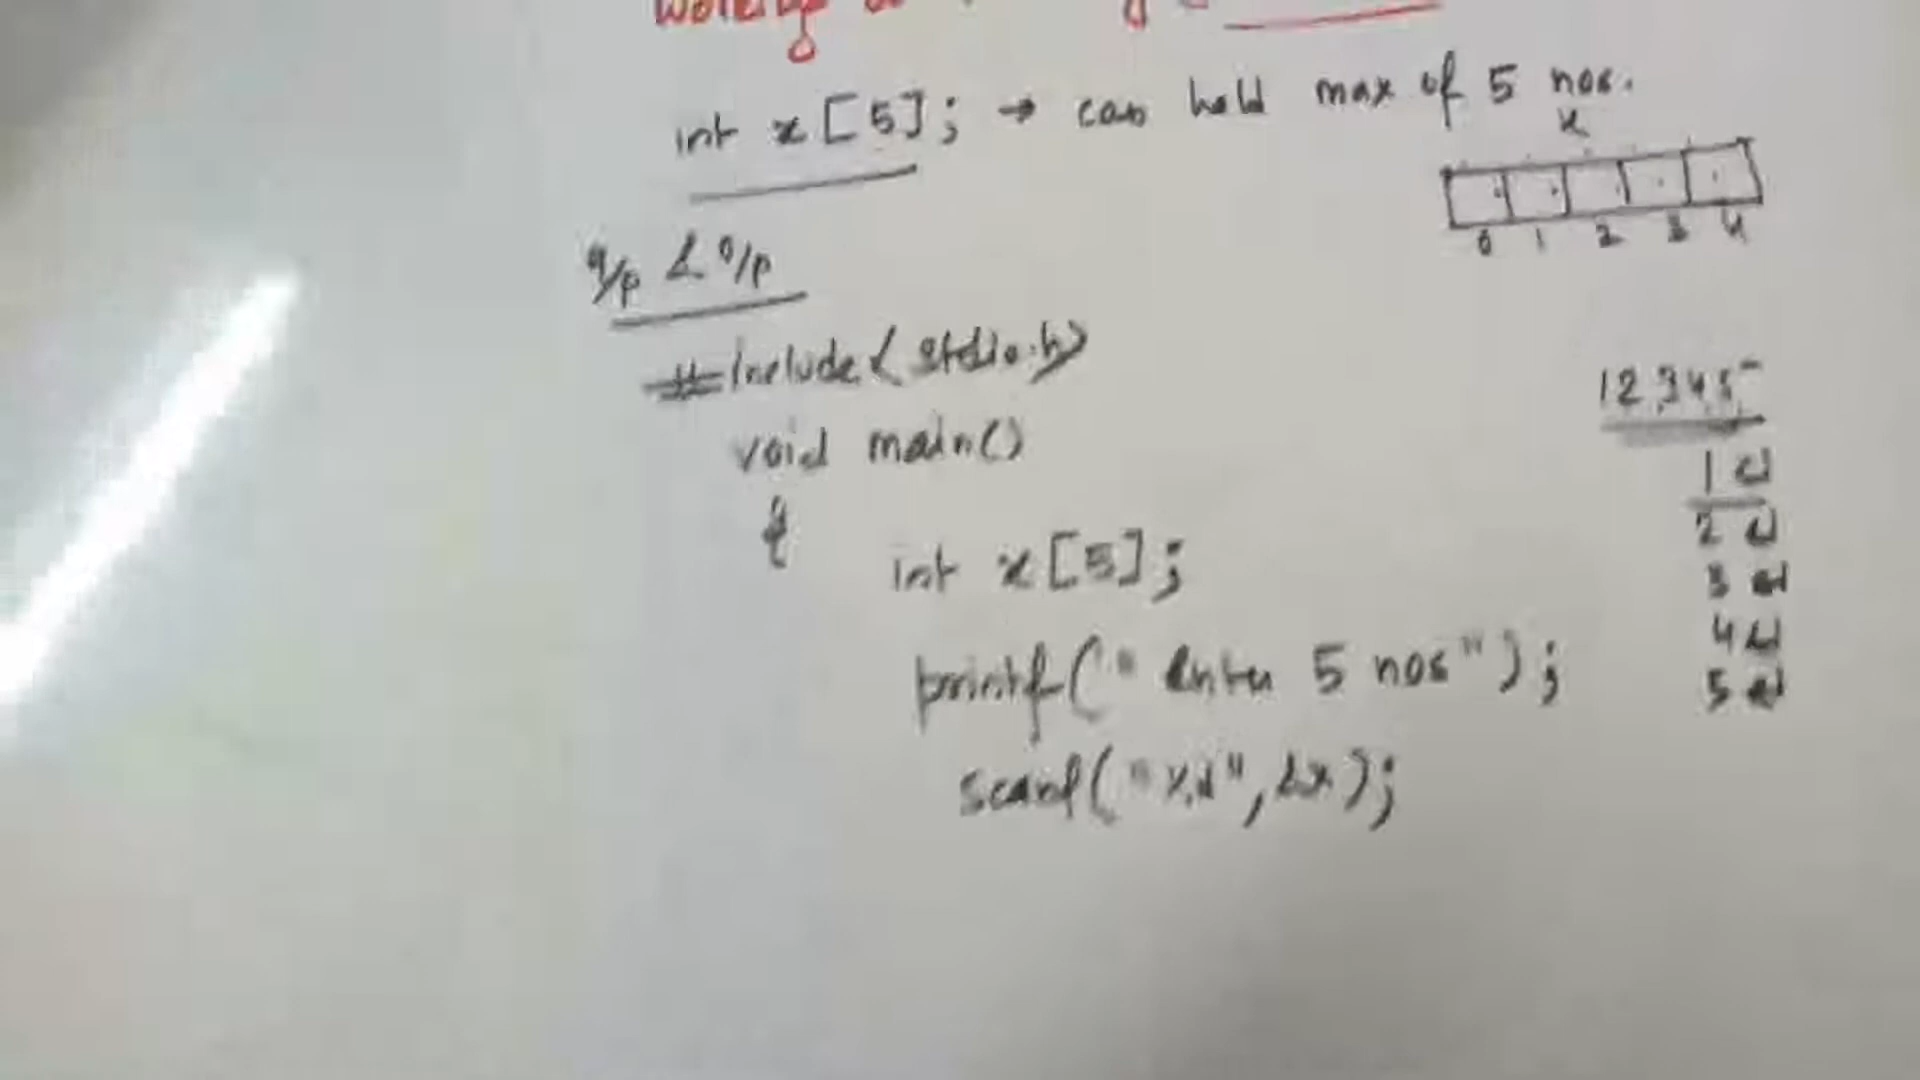 int x[5]; → can hold max of 5 nos.
x
0 1 2 3 4
i/p & o/p
#include<stdio.h>
void main()
{
int x[5];
printf("Enter 5 nos");
scanf("%d",&x);
12345
1 ↵
2 ↵
3 ↵
4 ↵
5 ↵